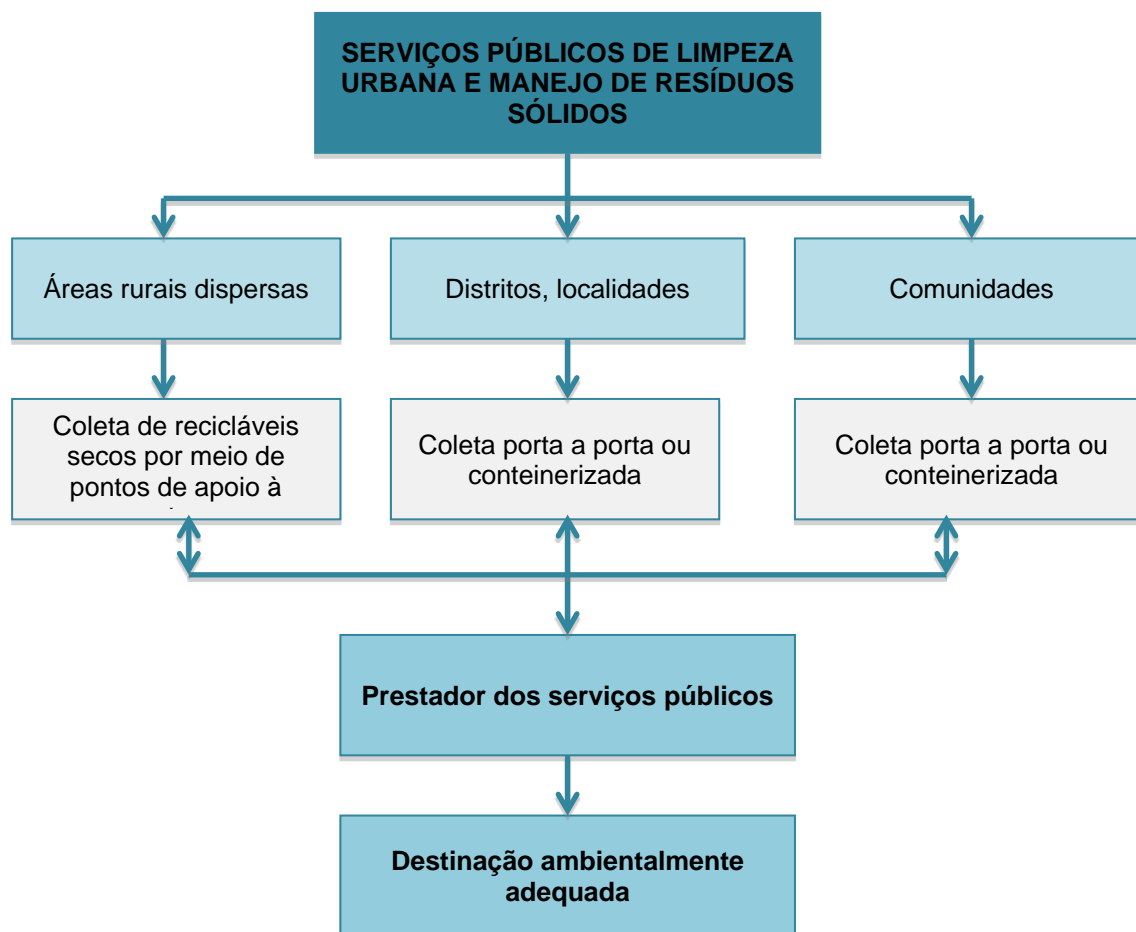 SERVIÇOS PÚBLICOS DE LIMPEZA
URBANA E MANEJO DE RESÍDUOS
SÓLIDOS
Áreas rurais dispersas
Distritos, localidades
Comunidades
Coleta de recicláveis
secos por meio de
pontos de apoio à
Coleta porta a porta ou
conteinerizada
Coleta porta a porta ou
conteinerizada
Prestador dos serviços públicos
Destinação ambientalmente
adequada